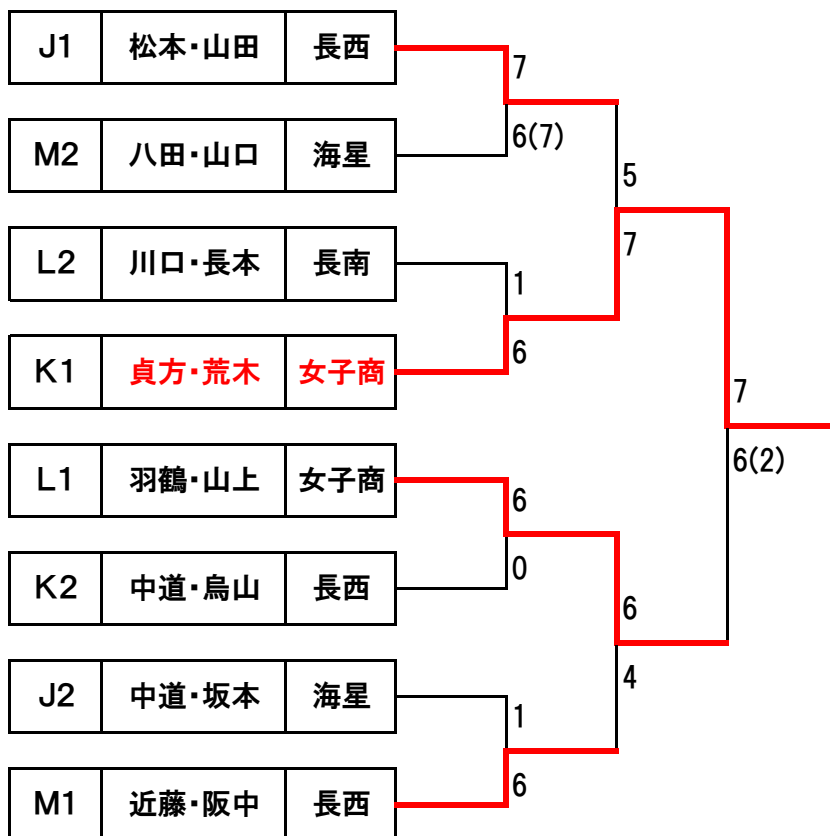 J1 松本・山田 長西
7
M2 八田・山口 海星
6(7)
5
L2 川口・長本 長南
1
7
K1 貞方・荒木 女子商
6
7
L1 羽鶴・山上 女子商
6
6(2)
K2 中道・烏山 長西
0
6
J2 中道・坂本 海星
1
4
M1 近藤・阪中 長西
6